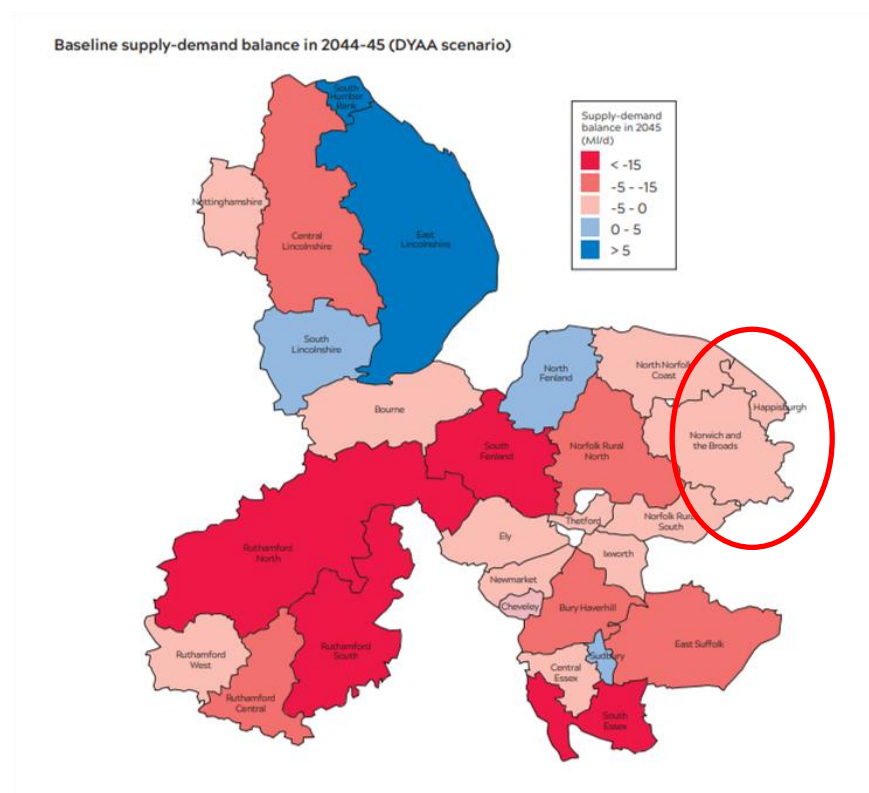 Baseline supply-demand balance in 2044-45 (DYAA scenario)
South
Humber
Bank
Supply-demand
balance in 2045
(Ml/d)
< -15
-5 - -15
-5 - 0
0 - 5
> 5
Nottinghamshire
Central
Lincolnshire
East
Lincolnshire
South
Lincolnshire
North
Fenland
North Norfolk
Coast
Happisburgh
Bourne
South
Fenland
Norfolk Rural
North
Norwich and
the Broads
Thetford
Norfolk Rural
South
Ely
Ixworth
Ruthamford
North
Newmarket
Cheveley
Bury Haverhill
Ruthamford
West
Ruthamford
South
East Suffolk
Sudbury
Central
Essex
Ruthamford
Central
South
Essex